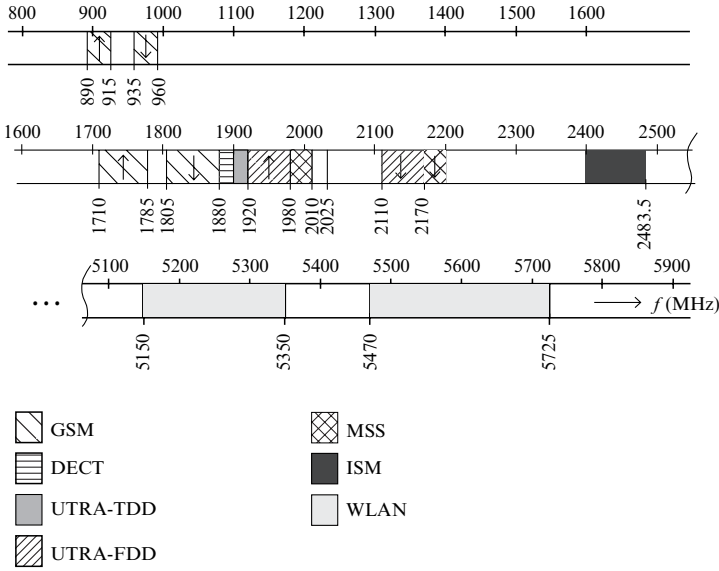 800 900 1000 1100 1200 1300 1400 1500 1600
890 915 935 960
1600 1700 1800 1900 2000 2100 2200 2300 2400 2500
1710 1785 1805 1880 1920 1980 2010 2025 2110 2170 2483.5
5100 5200 5300 5400 5500 5600 5700 5800 5900
... f (MHz)
5150 5350 5470 5725
GSM MSS
DECT ISM
UTRA-TDD WLAN
UTRA-FDD